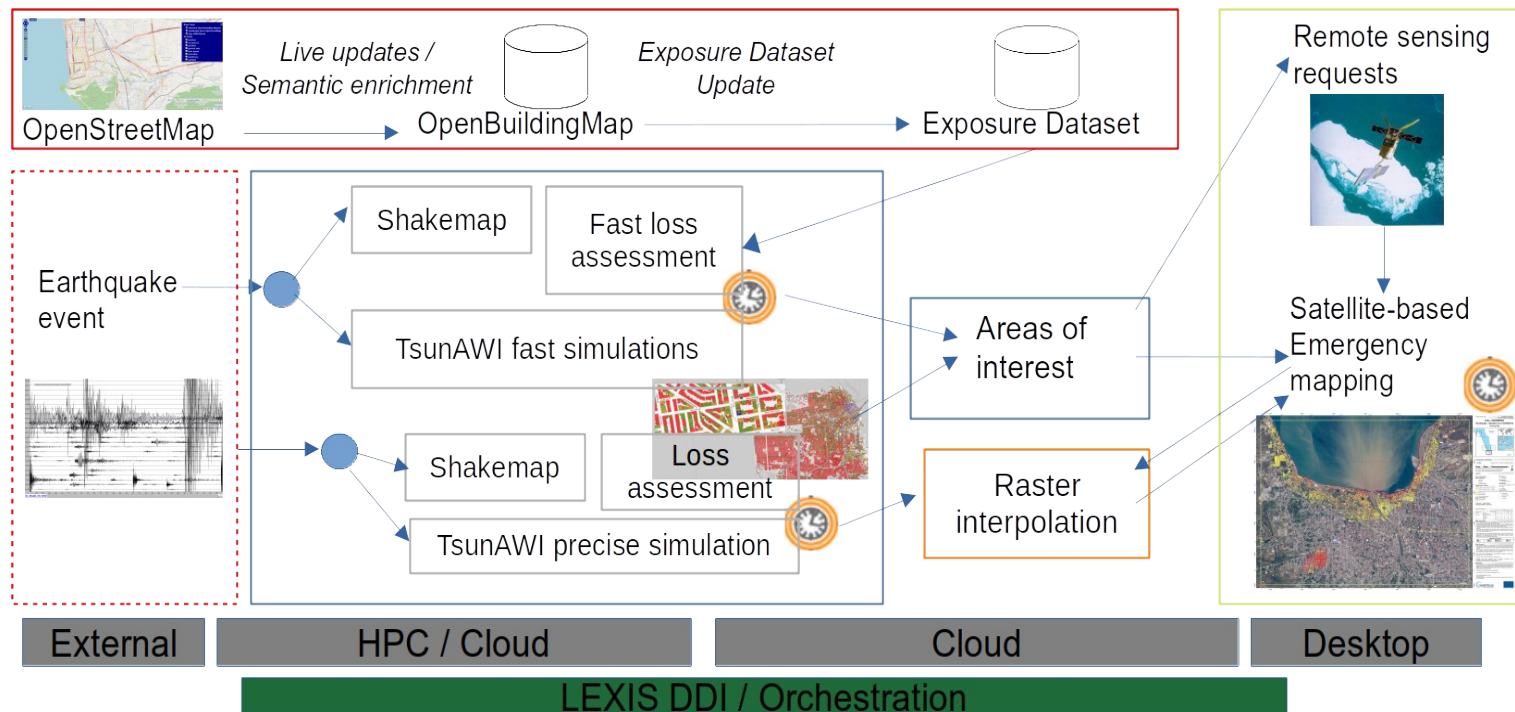 Live updates /
Semantic enrichment
Exposure Dataset
Update
OpenStreetMap
OpenBuildingMap
Exposure Dataset
Remote sensing
requests
Earthquake
event
Shakemap
Fast loss
assessment
TsunAWI fast simulations
Areas of
interest
Satellite-based
Emergency
mapping
Shakemap
Loss
assessment
TsunAWI precise simulation
Raster
interpolation
External
HPC / Cloud
Cloud
Desktop
LEXIS DDI / Orchestration